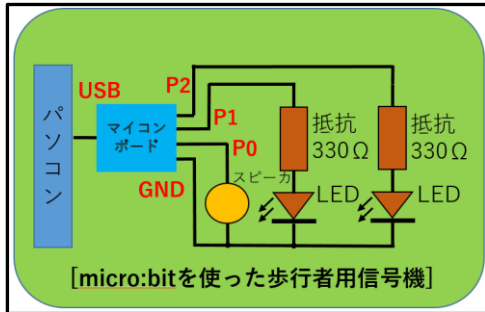 パソコン
USB
マイコン
ボード
P2
P1
P0
GND
スピーカ
抵抗
330Ω
LED
抵抗
330Ω
LED
[micro:bitを使った歩行者用信号機]